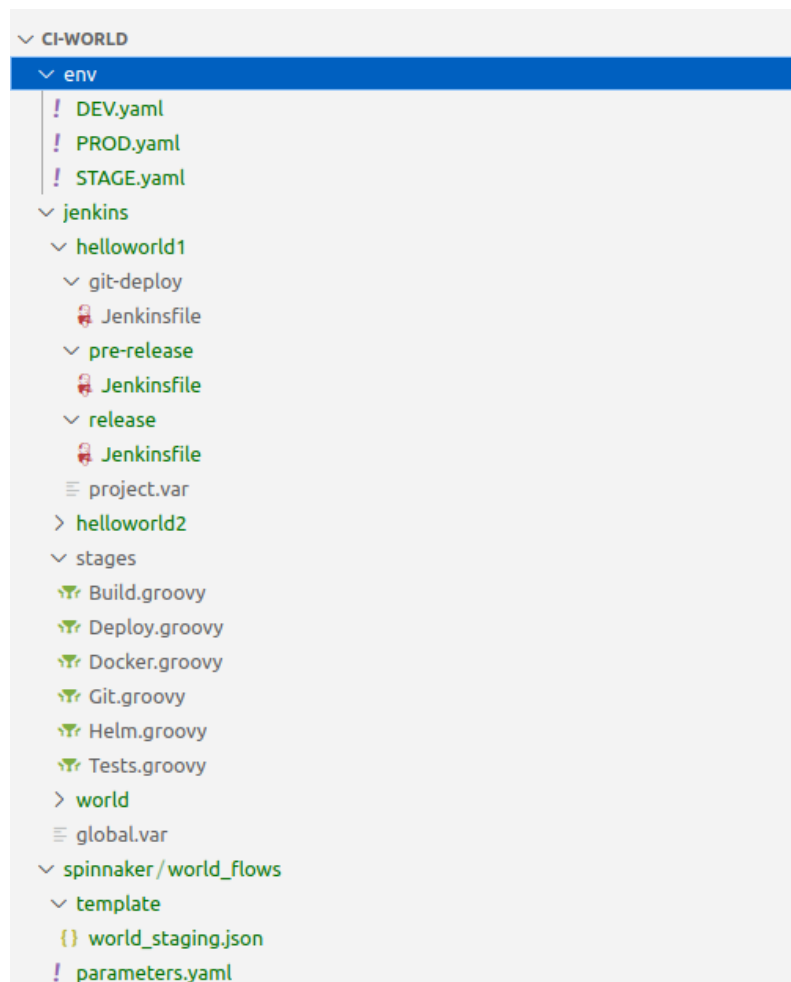 CI-WORLD
env
! DEV.yaml
! PROD.yaml
! STAGE.yaml
jenkins
helloworld1
git-deploy
Jenkinsfile
pre-release
Jenkinsfile
release
Jenkinsfile
project.var
helloworld2
stages
Build.groovy
Deploy.groovy
Docker.groovy
Git.groovy
Helm.groovy
Tests.groovy
world
global.var
spinnaker/world_flows
template
{} world_staging.json
! parameters.yaml